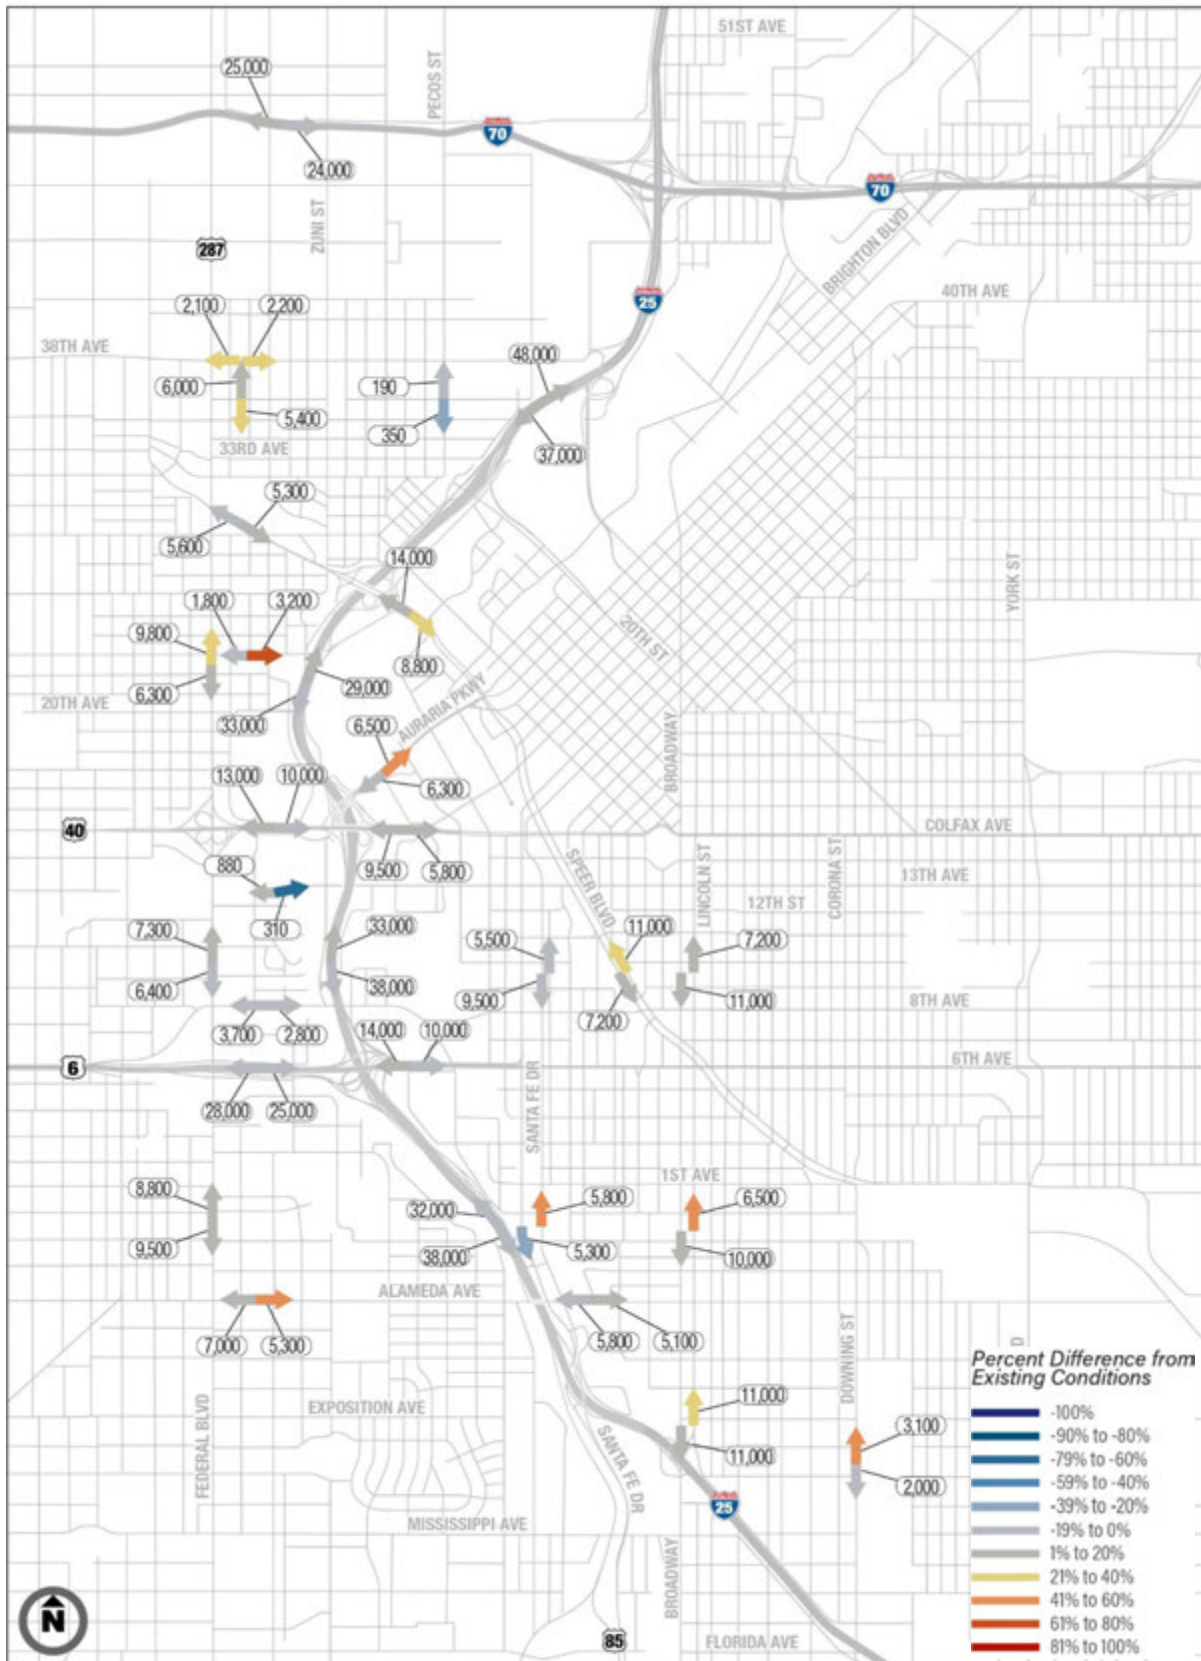 51ST AVE
25,000
PECOS ST
70
24,000
70
ZUNI ST
BRIGHTON BLVD
287
25
40TH AVE
2,100
2,200
38TH AVE
48,000
6,000
190
5,400
350
33RD AVE
37,000
5,300
5,600
14,000
YORK ST
1,800
3,200
20TH ST
9,800
8,800
6,300
29,000
AURARIA PKWY
20TH AVE
33,000
6,500
BROADWAY
6,300
13,000
10,000
40
COLFAX AVE
880
9,500
5,800
SPEER BLVD
LINCOLN ST
CORONA ST
13TH AVE
12TH ST
310
7,300
33,000
5,500
11,000
7,200
6,400
38,000
9,500
11,000
8TH AVE
3,700
2,800
7,200
14,000
10,000
6
6TH AVE
28,000
25,000
SANTA FE DR
1ST AVE
8,800
5,800
6,500
32,000
9,500
38,000
5,300
10,000
ALAMEDA AVE
7,000
5,300
5,800
5,100
DOWNING ST
D
FEDERAL BLVD
EXPOSITION AVE
11,000
SANTA FE DR
11,000
3,100
2,000
25
MISSISSIPPI AVE
BROADWAY
N
85
FLORIDA AVE
Percent Difference from
Existing Conditions
-100%
-90% to -80%
-79% to -60%
-59% to -40%
-39% to -20%
-19% to 0%
1% to 20%
21% to 40%
41% to 60%
61% to 80%
81% to 100%